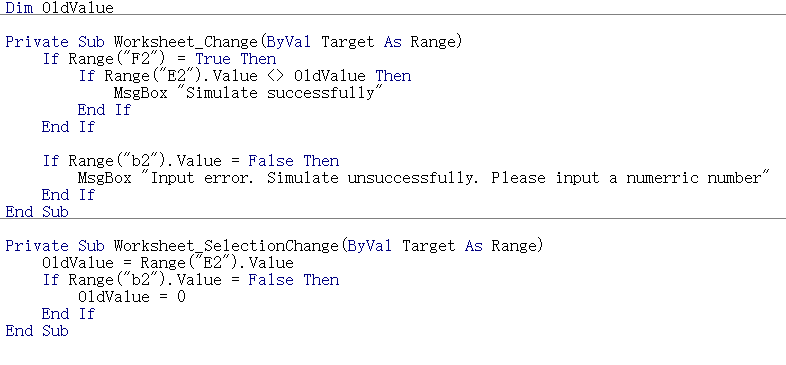 Dim OldValue
Private Sub Worksheet_Change(ByVal Target As Range)
If Range("F2") = True Then
If Range("E2").Value <> OldValue Then
MsgBox "Simulate successfully"
End If
End If
If Range("b2").Value = False Then
MsgBox "Input error. Simulate unsuccessfully. Please input a numerric number"
End If
End Sub
Private Sub Worksheet_SelectionChange(ByVal Target As Range)
OldValue = Range("E2").Value
If Range("b2").Value = False Then
OldValue = 0
End If
End Sub